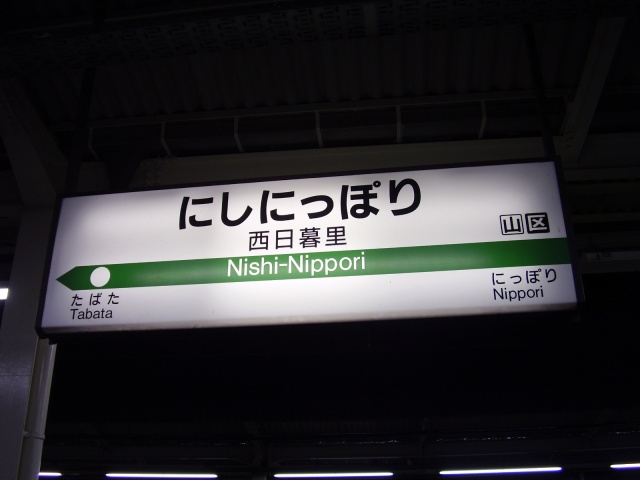 にしにっぽり
西日暮里
山 区
Nishi-Nippori
たばた
Tabata
にっぽり
Nippori